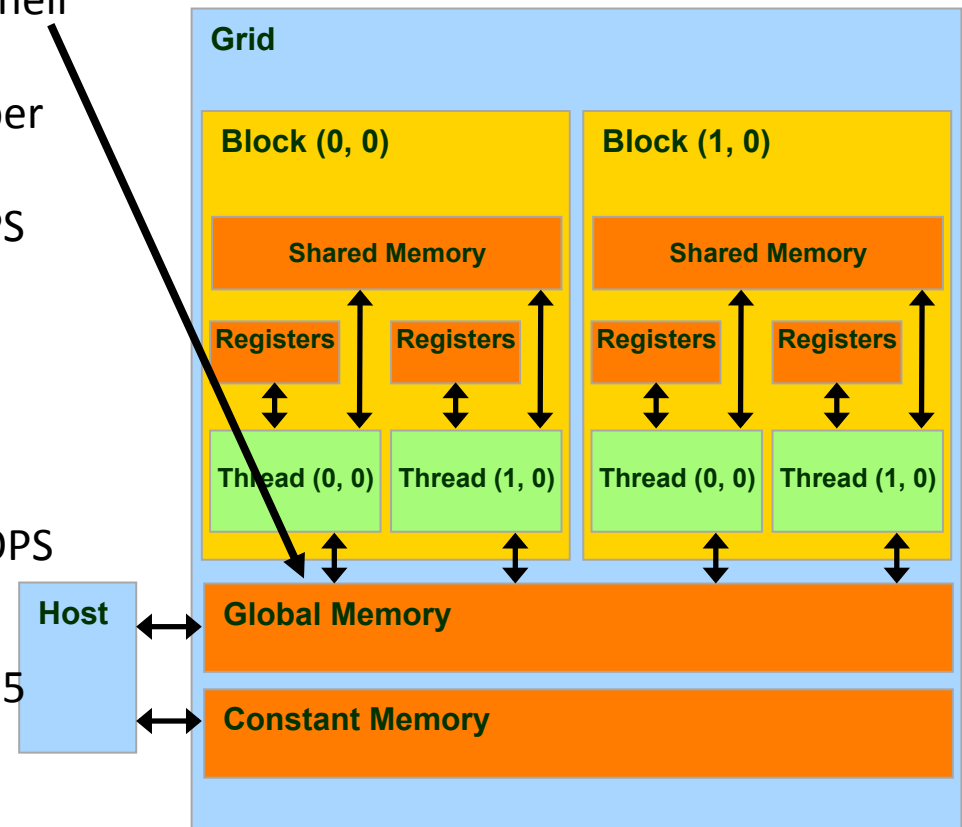 Grid
Block (0, 0)
Block (1, 0)
Shared Memory
Shared Memory
Registers
Registers
Registers
Registers
Thread (0, 0)
Thread (1, 0)
Thread (0, 0)
Thread (1, 0)
Host
Global Memory
5
Constant Memory